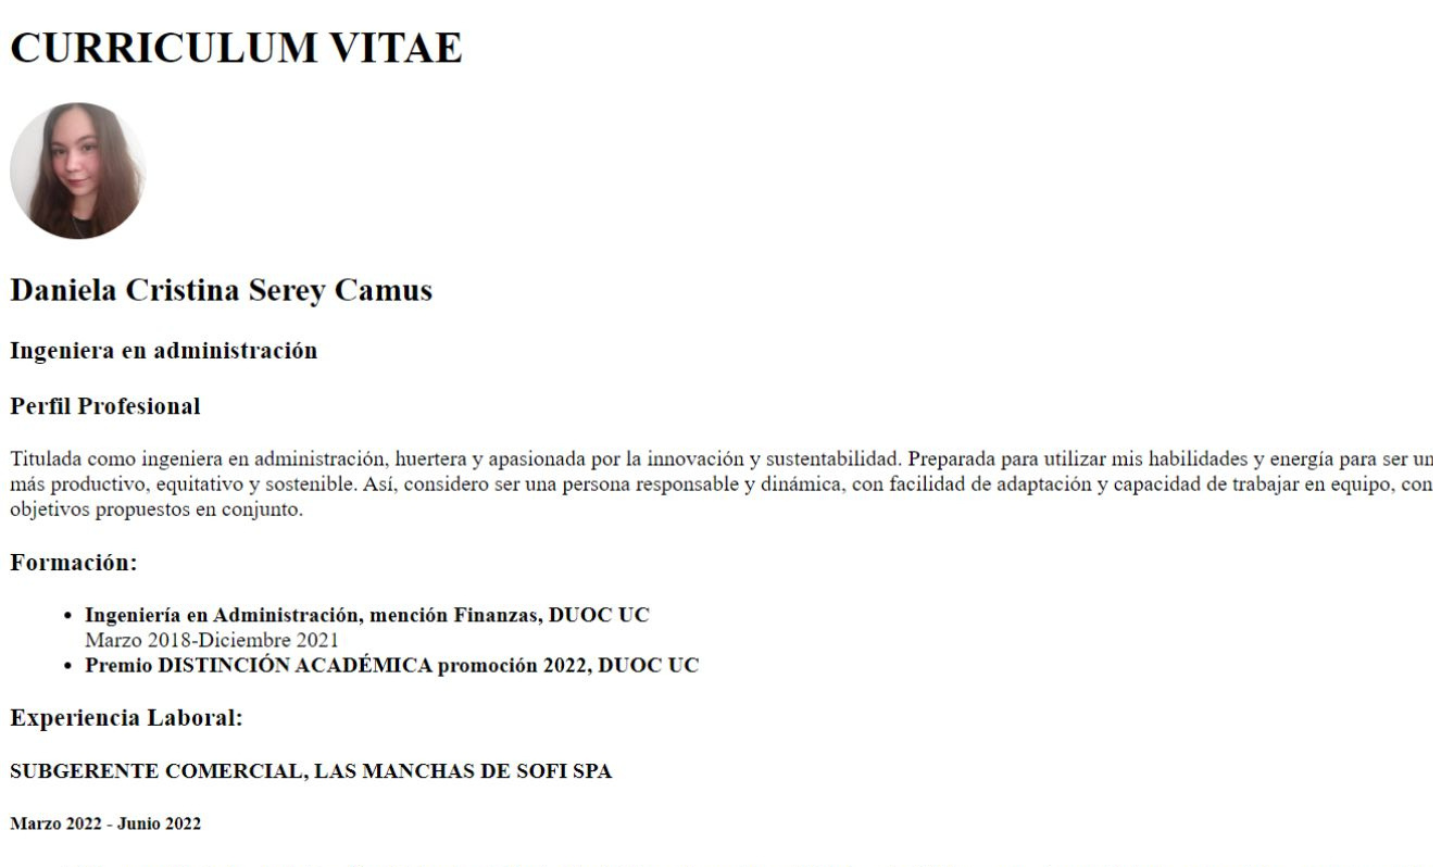 CURRICULUM VITAE
Daniela Cristina Serey Camus
Ingeniera en administración
Perfil Profesional
Titulada como ingeniera en administración, huertera y apasionada por la innovación y sustentabilidad. Preparada para utilizar mis habilidades y energía para ser un
más productivo, equitativo y sostenible. Así, considero ser una persona responsable y dinámica, con facilidad de adaptación y capacidad de trabajar en equipo, con
objetivos propuestos en conjunto.
Formación:
• Ingeniería en Administración, mención Finanzas, DUOC UC
Marzo 2018-Diciembre 2021
• Premio DISTINCIÓN ACADÉMICA promoción 2022, DUOC UC
Experiencia Laboral:
SUBGERENTE COMERCIAL, LAS MANCHAS DE SOFI SPA
Marzo 2022 - Junio 2022